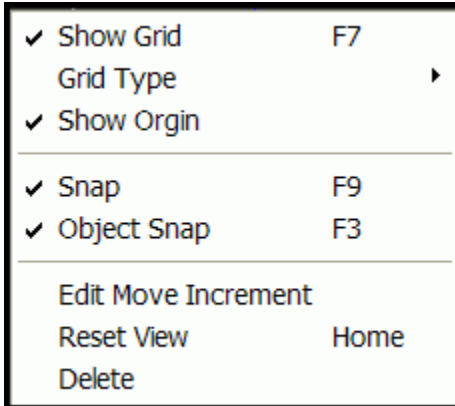 Show Grid F7
Grid Type
Show Orgin
Snap F9
Object Snap F3
Edit Move Increment
Reset View Home
Delete